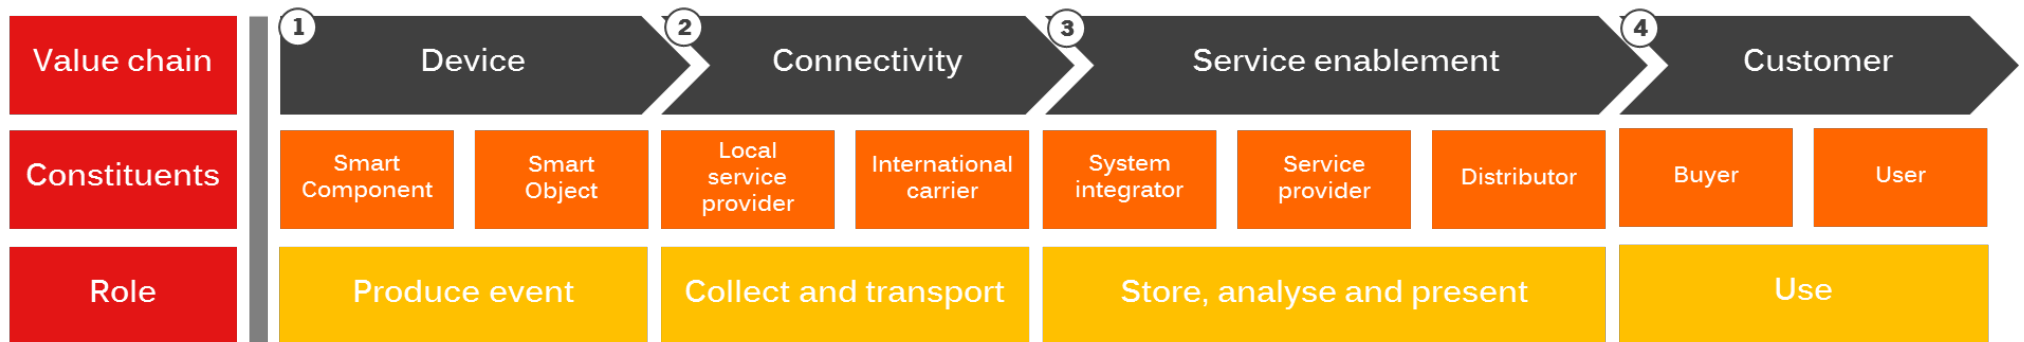 Value chain
1
Device
2
Connectivity
3
Service enablement
4
Customer
Constituents
Smart
Component
Smart
Object
Local
service
provider
International
carrier
System
integrator
Service
provider
Distributor
Buyer
User
Role
Produce event
Collect and transport
Store, analyse and present
Use